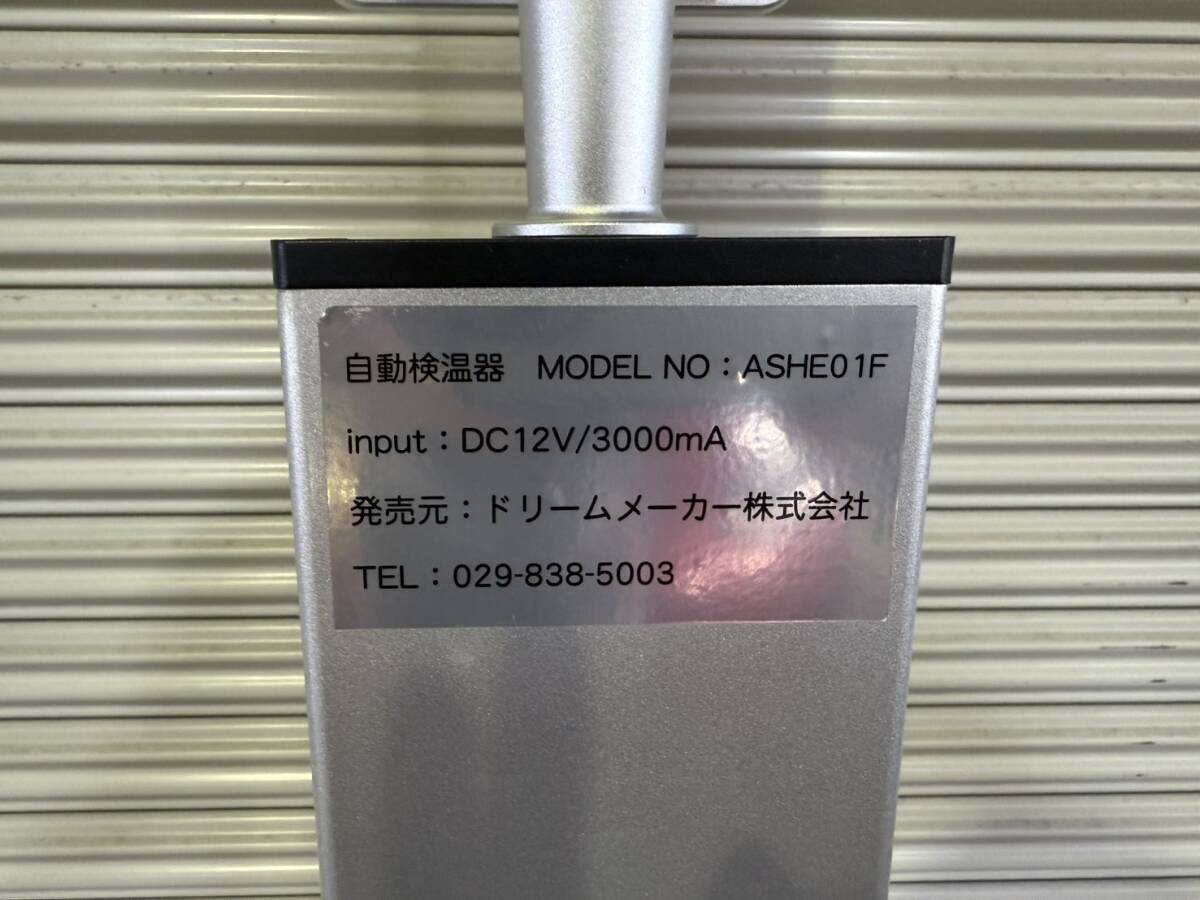 自動検温器　MODEL NO：ASHE01F
input：DC12V/3000mA
発売元：ドリームメーカー株式会社
TEL：029-838-5003